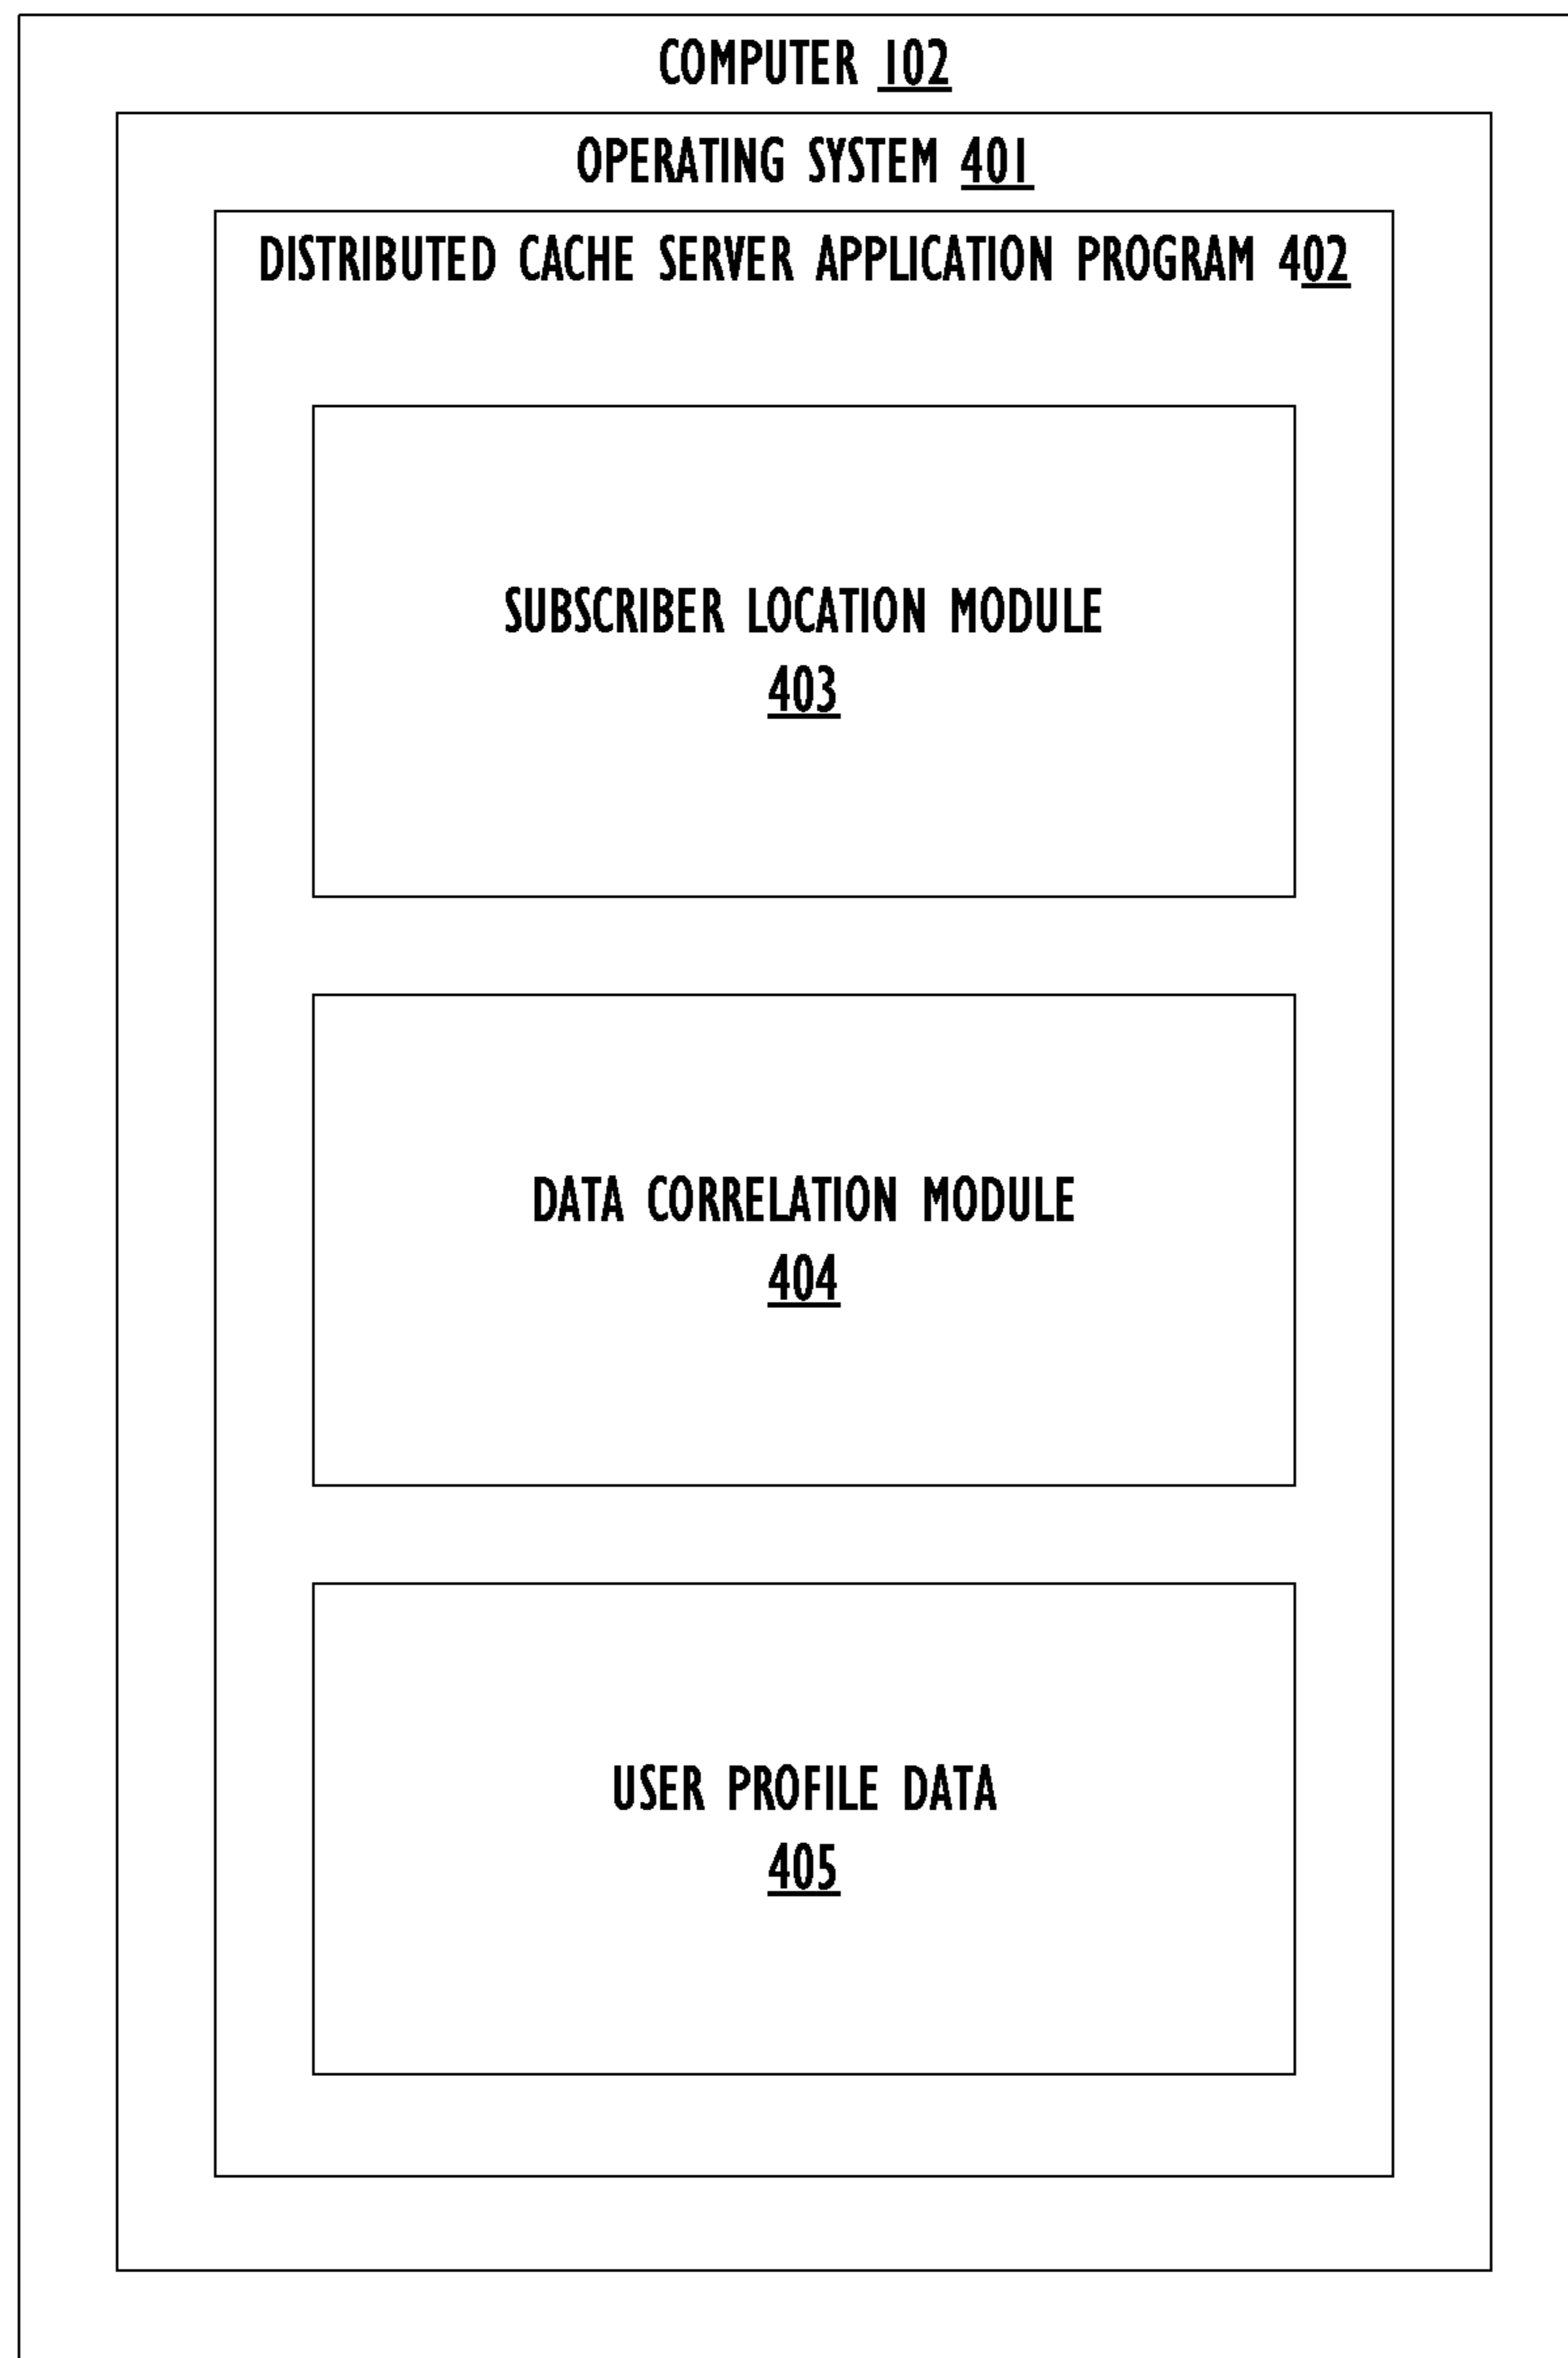 COMPUTER 102
OPERATING SYSTEM 401
DISTRIBUTED CACHE SERVER APPLICATION PROGRAM 402
SUBSCRIBER LOCATION MODULE
403
DATA CORRELATION MODULE
404
USER PROFILE DATA
405